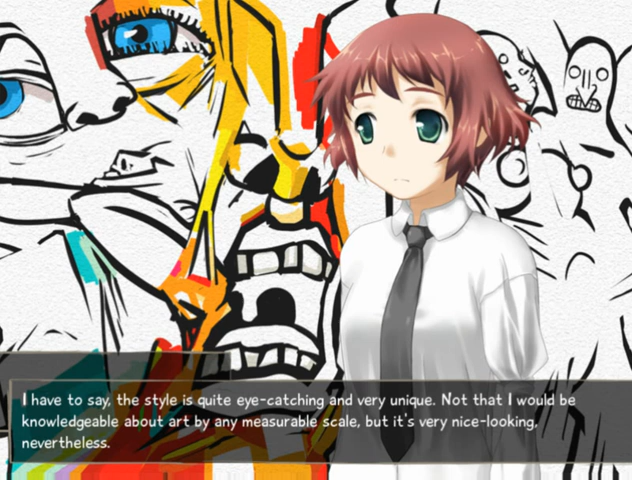 I have to say, the style is quite eye-catching and very unique. Not that I would be
knowledgeable about art by any measurable scale, but it's very nice-looking,
nevertheless.